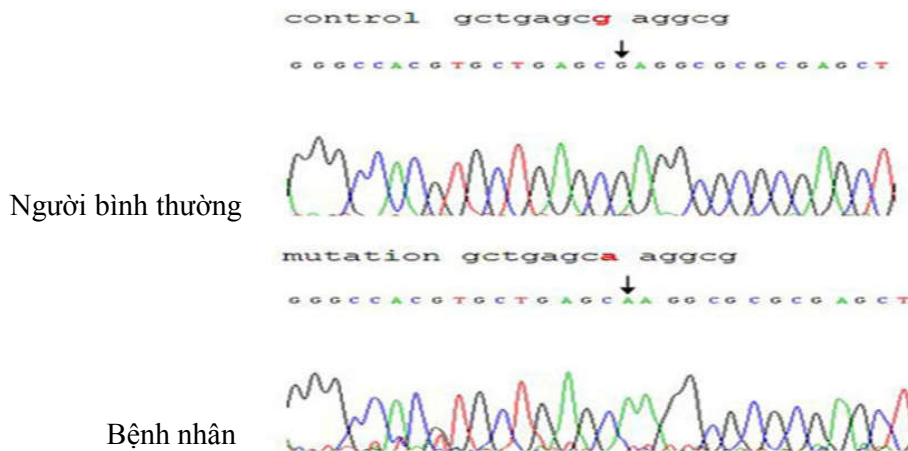 control gctgagcg aggcg
G G G C C A C G T G C T G A G C G A G G C G C G C G A G C T
Người bình thường
mutation gctgagca aggcg
G G G C C A C G T G C T G A G C A A G G C G C G C G A G C T
Bệnh nhân